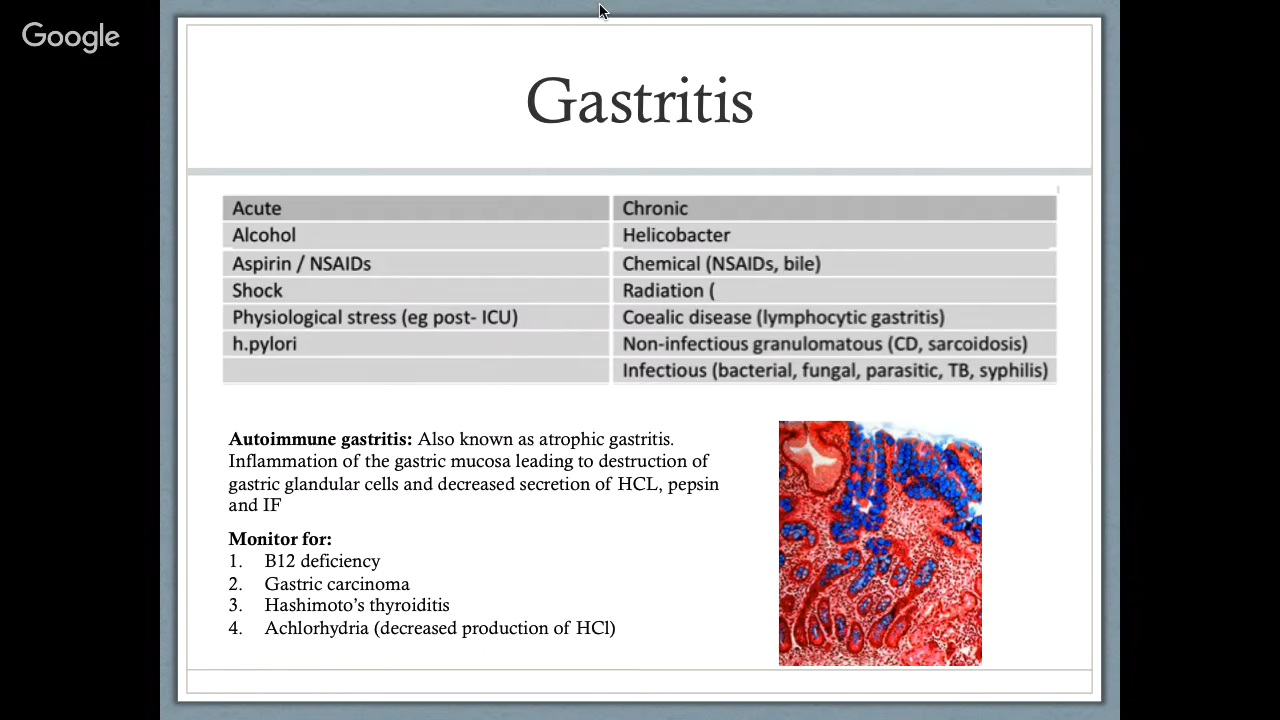 Google
Gastritis
Acute Chronic
Alcohol Helicobacter
Aspirin / NSAIDs Chemical (NSAIDs, bile)
Shock Radiation (
Physiological stress (eg post- ICU) Coealic disease (lymphocytic gastritis)
h.pylori Non-infectious granulomatous (CD, sarcoidosis)
Infectious (bacterial, fungal, parasitic, TB, syphilis)
Autoimmune gastritis: Also known as atrophic gastritis.
Inflammation of the gastric mucosa leading to destruction of
gastric glandular cells and decreased secretion of HCL, pepsin
and IF
Monitor for:
1. B12 deficiency
2. Gastric carcinoma
3. Hashimoto’s thyroiditis
4. Achlorhydria (decreased production of HCl)